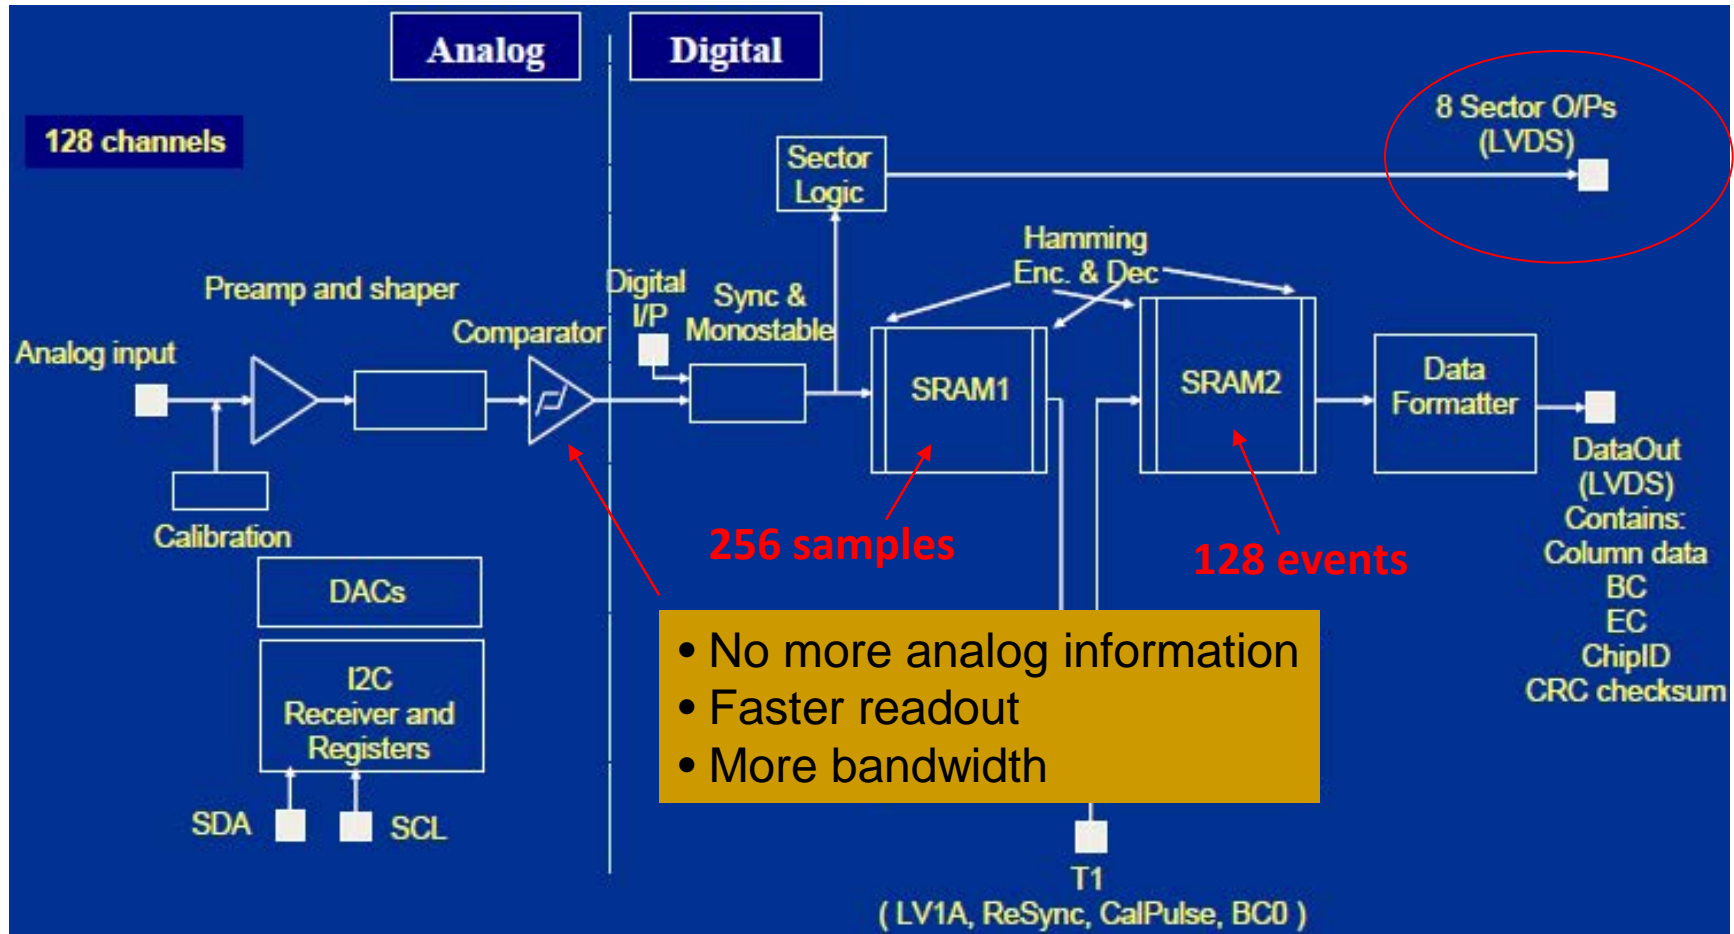 Analog
Digital
128 channels
8 Sector O/Ps
(LVDS)
Sector
Logic
Hamming
Enc. & Dec
Preamp and shaper
Digital
I/P
Sync &
Monostable
Comparator
Analog input
SRAM1
SRAM2
Data
Formatter
DataOut
(LVDS)
Contains:
Column data
BC
EC
ChipID
CRC checksum
Calibration
256 samples
128 events
DACs
• No more analog information
• Faster readout
• More bandwidth
I2C
Receiver and
Registers
SDA
SCL
T1
( LV1A, ReSync, CalPulse, BC0 )